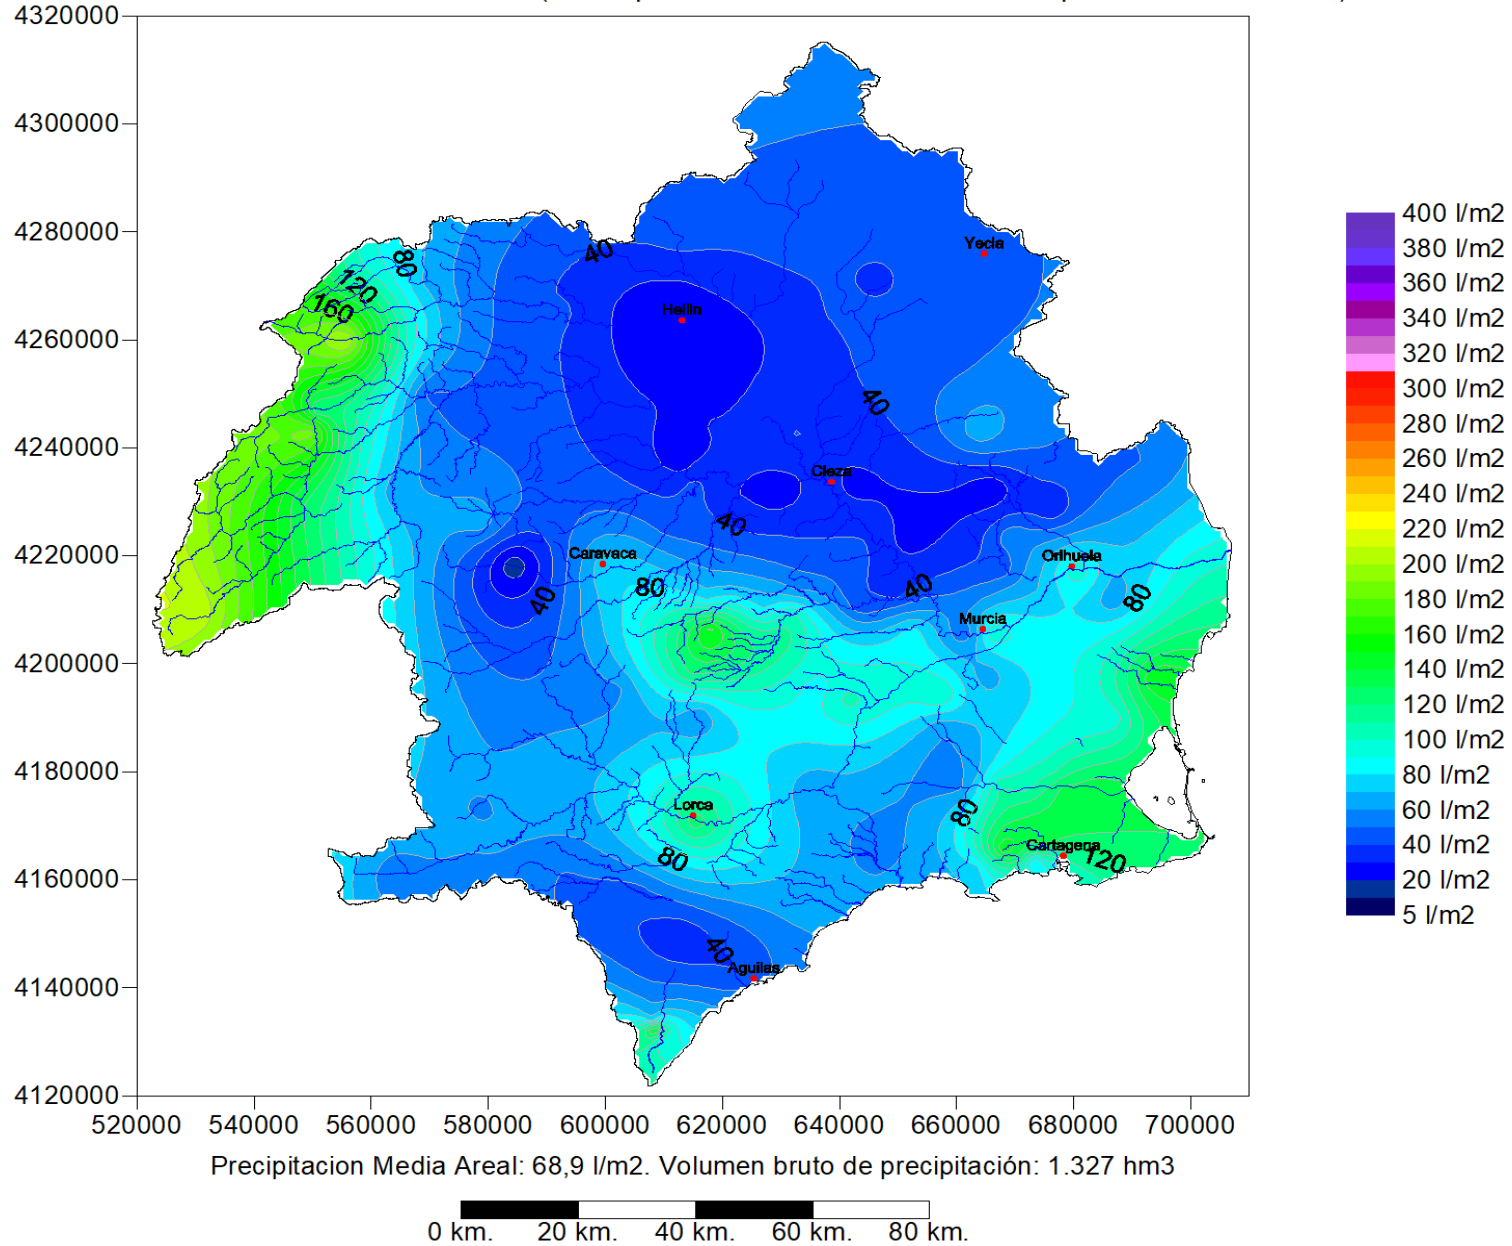 4320000
4300000
4280000
4260000
4240000
4220000
4200000
4180000
4160000
4140000
4120000
520000 540000 560000 580000 600000 620000 640000 660000 680000 700000
Yecla
40
80
120
160
Hellin
40
Cieza
40
Caravaca
Orihuela
80
40
40
80
Murcia
Lorca
80
80
Cartagena
120
40
Aguilas
400 l/m2
380 l/m2
360 l/m2
340 l/m2
320 l/m2
300 l/m2
280 l/m2
260 l/m2
240 l/m2
220 l/m2
200 l/m2
180 l/m2
160 l/m2
140 l/m2
120 l/m2
100 l/m2
80 l/m2
60 l/m2
40 l/m2
20 l/m2
5 l/m2
Precipitacion Media Areal: 68,9 l/m2. Volumen bruto de precipitación: 1.327 hm3
0 km. 20 km. 40 km. 60 km. 80 km.